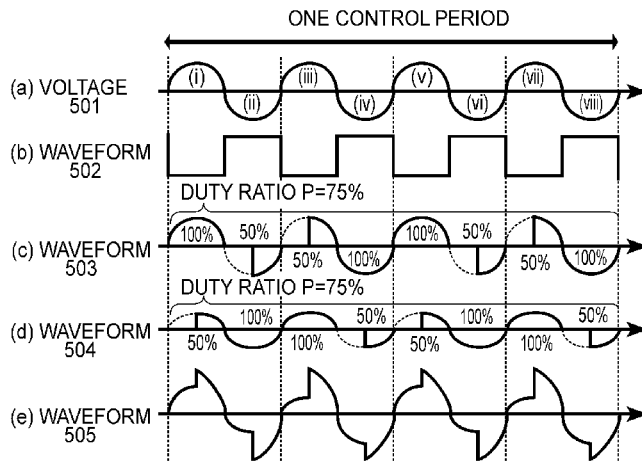 ONE CONTROL PERIOD
(a) VOLTAGE
501
(i)
(ii)
(iii)
(iv)
(v)
(vi)
(vii)
(viii)
(b) WAVEFORM
502
DUTY RATIO P=75%
(c) WAVEFORM
503
100%
50%
50%
100%
100%
50%
50%
100%
DUTY RATIO P=75%
(d) WAVEFORM
504
50%
100%
100%
50%
50%
100%
100%
50%
(e) WAVEFORM
505